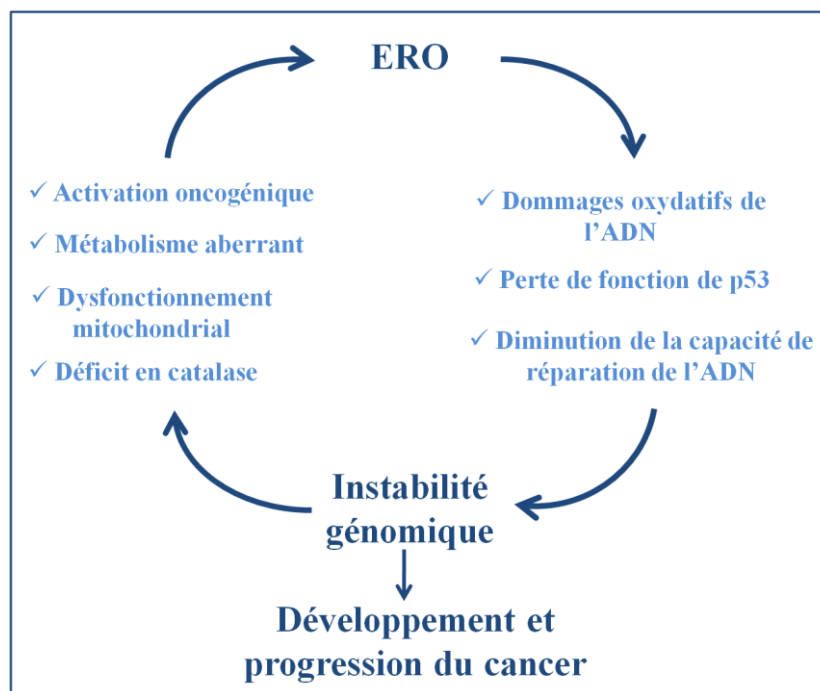 ERO
✓ Activation oncogénique
✓ Métabolisme aberrant
✓ Dysfonctionnement
mitochondrial
✓ Déficit en catalase
✓ Dommages oxydatifs de
l’ADN
✓ Perte de fonction de p53
✓ Diminution de la capacité de
réparation de l’ADN
Instabilité
génomique
Développement et
progression du cancer